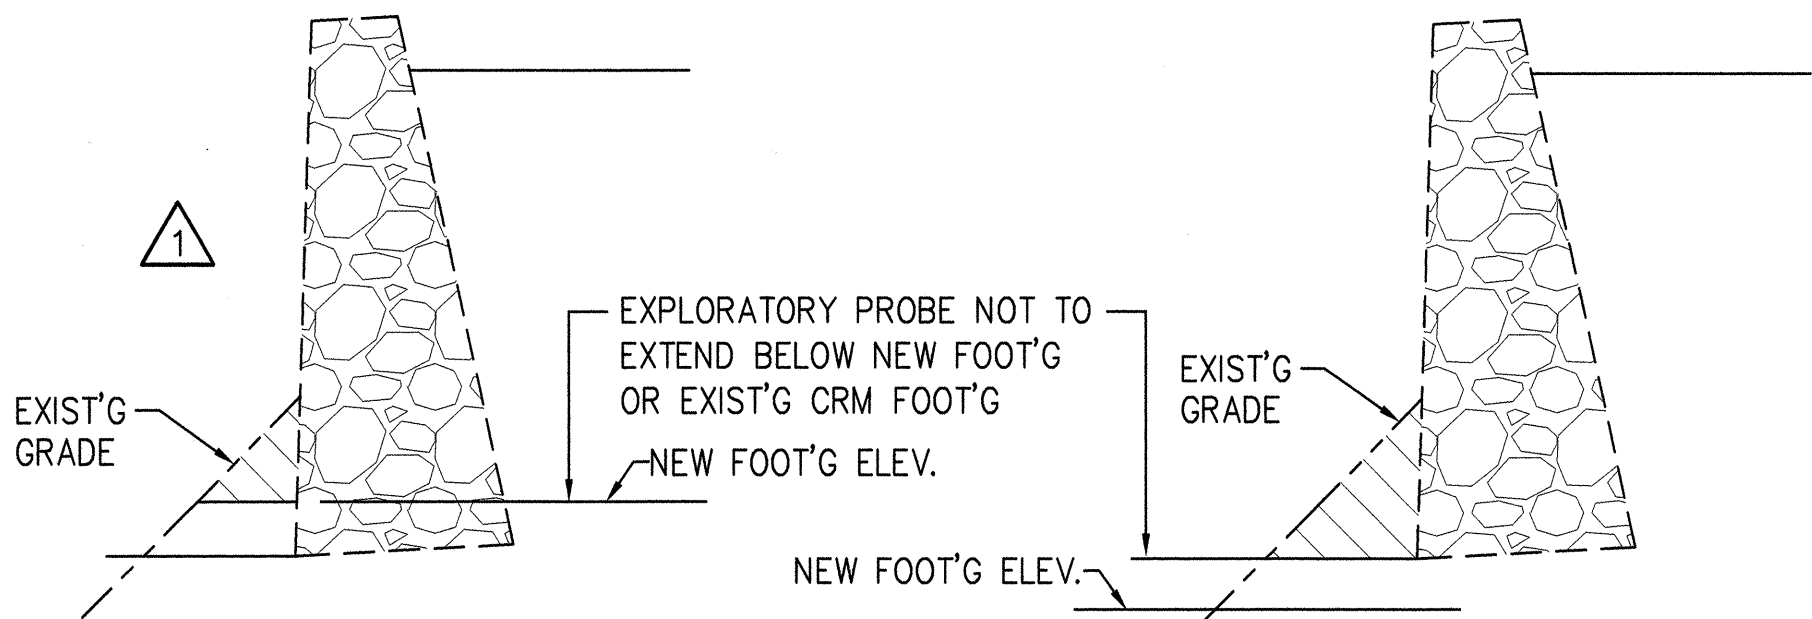 1
EXPLORATORY PROBE NOT TO
EXTEND BELOW NEW FOOT'G
OR EXIST'G CRM FOOT'G
EXIST'G
GRADE
NEW FOOT'G ELEV.
EXIST'G
GRADE
NEW FOOT'G ELEV.